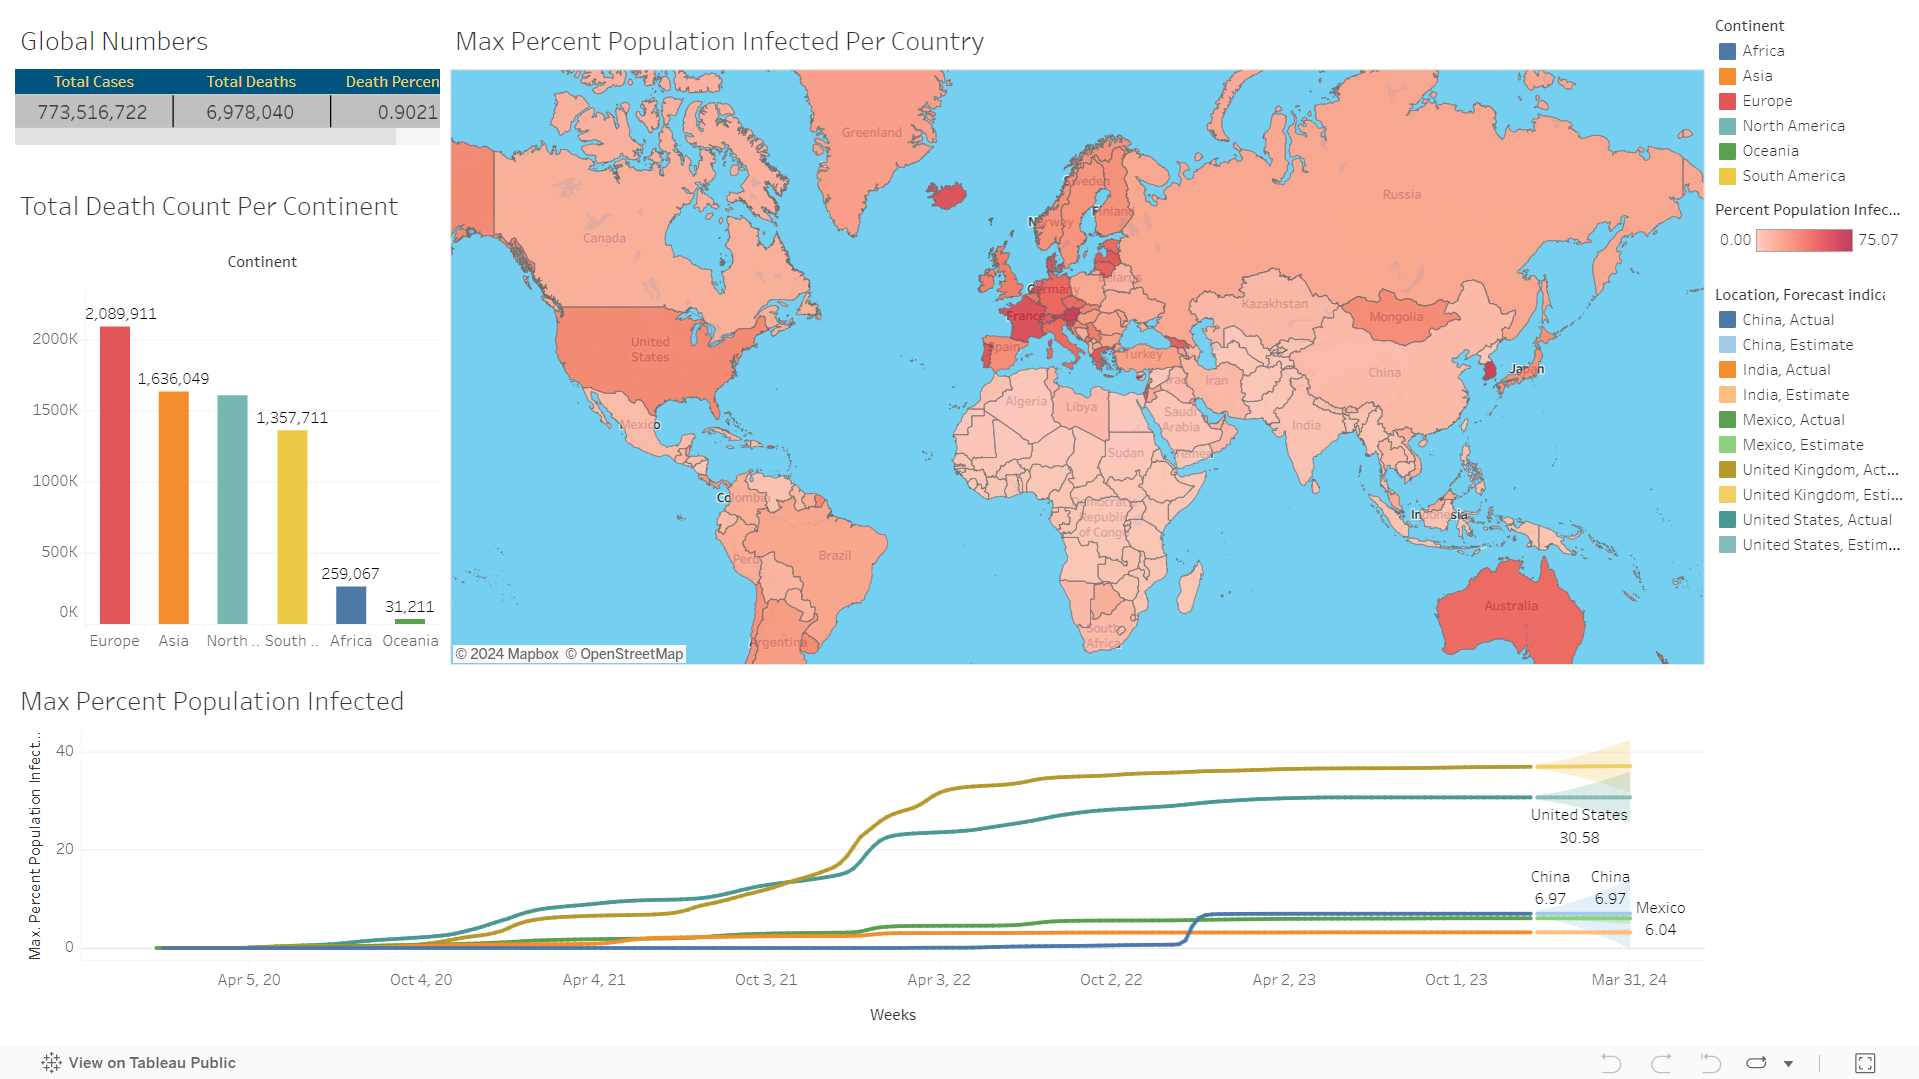 Global Numbers
Total Cases
Total Deaths
Death Percen
773,516,722
6,978,040
0.9021
Total Death Count Per Continent
Continent
2000K
1500K
1000K
500K
0K
2,089,911
1,636,049
1,357,711
259,067
31,211
Europe
Asia
North ..
South ..
Africa
Oceania
Max Percent Population Infected Per Country
Greenland
Canada
United
States
Mexico
Colombia
Peru
Brazil
Argentina
Sweden
Norway
Finland
Russia
Belarus
Germany
France
Spain
Turkey
Kazakhstan
Mongolia
China
Japan
Iraq
Iran
Algeria
Libya
Saudi
Arabia
India
Sudan
Yemen
Democratic
Republic
of Congo
Indonesia
South
Africa
Australia
© 2024 Mapbox © OpenStreetMap
Continent
Africa
Asia
Europe
North America
Oceania
South America
Percent Population Infec...
0.00
75.07
Location, Forecast indica
China, Actual
China, Estimate
India, Actual
India, Estimate
Mexico, Actual
Mexico, Estimate
United Kingdom, Act...
United Kingdom, Esti...
United States, Actual
United States, Estim...
Max Percent Population Infected
Max. Percent Population Infect...
40
20
0
United States
30.58
China
6.97
China
6.97
Mexico
6.04
Apr 5, 20
Oct 4, 20
Apr 4, 21
Oct 3, 21
Apr 3, 22
Oct 2, 22
Apr 2, 23
Oct 1, 23
Mar 31, 24
Weeks
View on Tableau Public